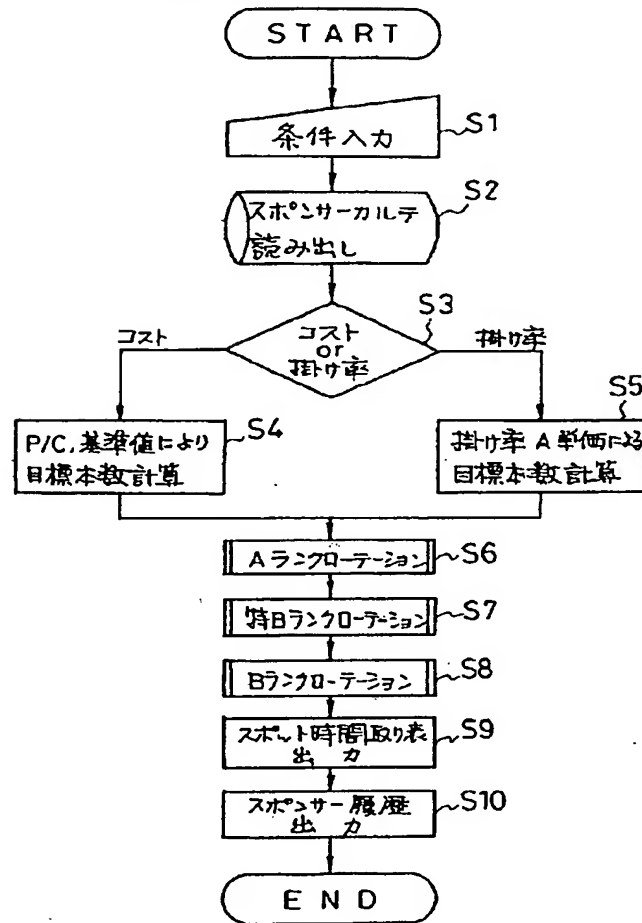 START
条件入力
S1
スポンサーカルテ
読み出し
S2
S3
コスト
or
掛け率
コスト
掛け率
P/C,基準値により
目標本数計算
S4
掛け率 A単価による
目標本数計算
S5
Aランクローテーション
S6
特Bランクローテーション
S7
Bランクローテーション
S8
スポット時間取り表
出力
S9
スポンサー履歴
出力
S10
END